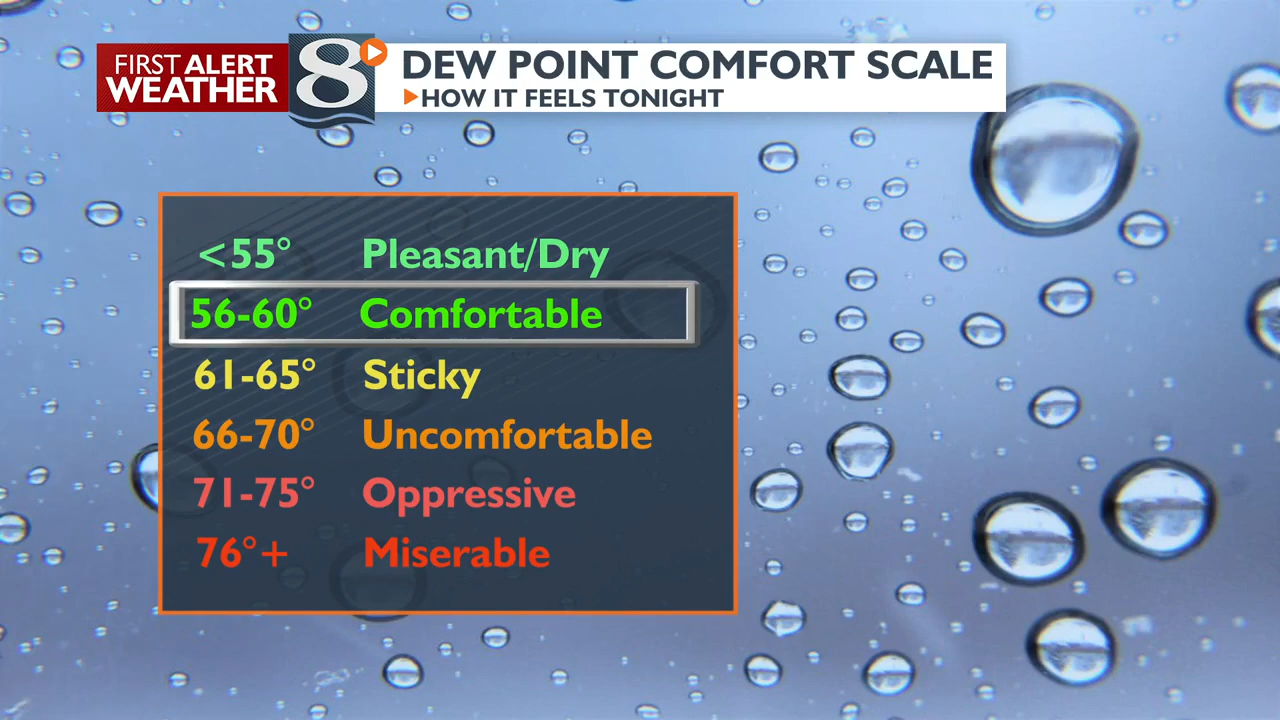 FIRST ALERT
WEATHER
8
DEW POINT COMFORT SCALE
HOW IT FEELS TONIGHT
<55° Pleasant/Dry
56-60° Comfortable
61-65° Sticky
66-70° Uncomfortable
71-75° Oppressive
76°+ Miserable